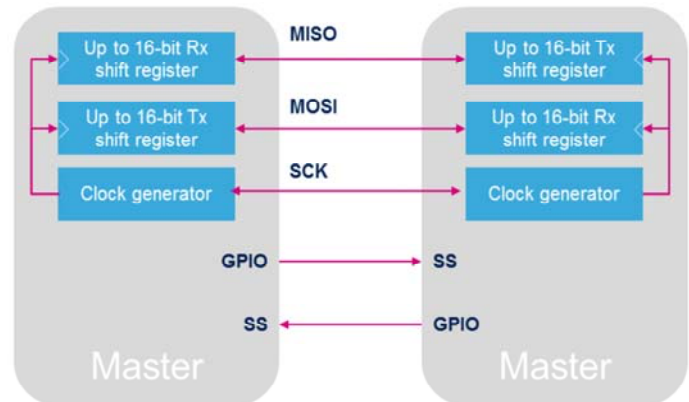 MISO
Up to 16-bit Rx
shift register
Up to 16-bit Tx
shift register
MOSI
Up to 16-bit Tx
shift register
Up to 16-bit Rx
shift register
SCK
Clock generator
Clock generator
GPIO
SS
SS
GPIO
Master
Master